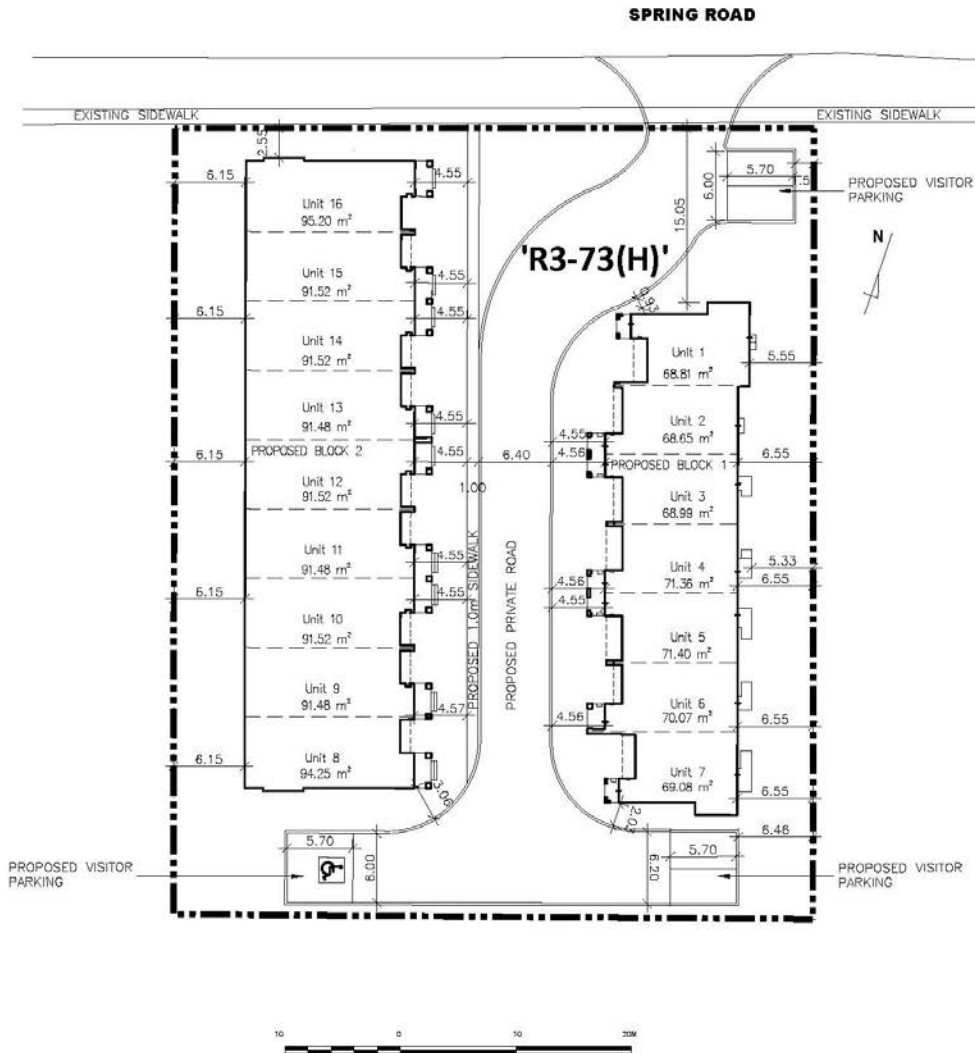 SPRING ROAD
EXISTING SIDEWALK
EXISTING SIDEWALK
2.55
6.15
4.55
6.00
5.70
.5
PROPOSED VISITOR
PARKING
Unit 16
95.20 m²
15.05
N
'R3-73(H)'
Unit 15
91.52 m²
4.55
0.93
6.15
4.55
Unit 14
91.52 m²
Unit 1
68.81 m²
5.55
Unit 13
91.48 m²
4.55
Unit 2
68.65 m²
4.55
6.15
PROPOSED BLOCK 2
4.55
6.40
4.56
PROPOSED BLOCK 1
6.55
1.00
Unit 12
91.52 m²
Unit 3
68.99 m²
Unit 11
91.48 m²
4.55
PROPOSED 1.0m SIDEWALK
PROPOSED PRIVATE ROAD
Unit 4
71.36 m²
5.33
4.56
6.55
6.15
4.55
4.55
Unit 10
91.52 m²
Unit 5
71.40 m²
Unit 9
91.48 m²
4.57
4.56
Unit 6
70.07 m²
6.55
6.15
Unit 8
94.25 m²
Unit 7
69.08 m²
3.06
6.55
2.03
6.46
5.70
6.00
6.20
5.70
PROPOSED VISITOR
PARKING
PROPOSED VISITOR
PARKING
10
0
10
20M